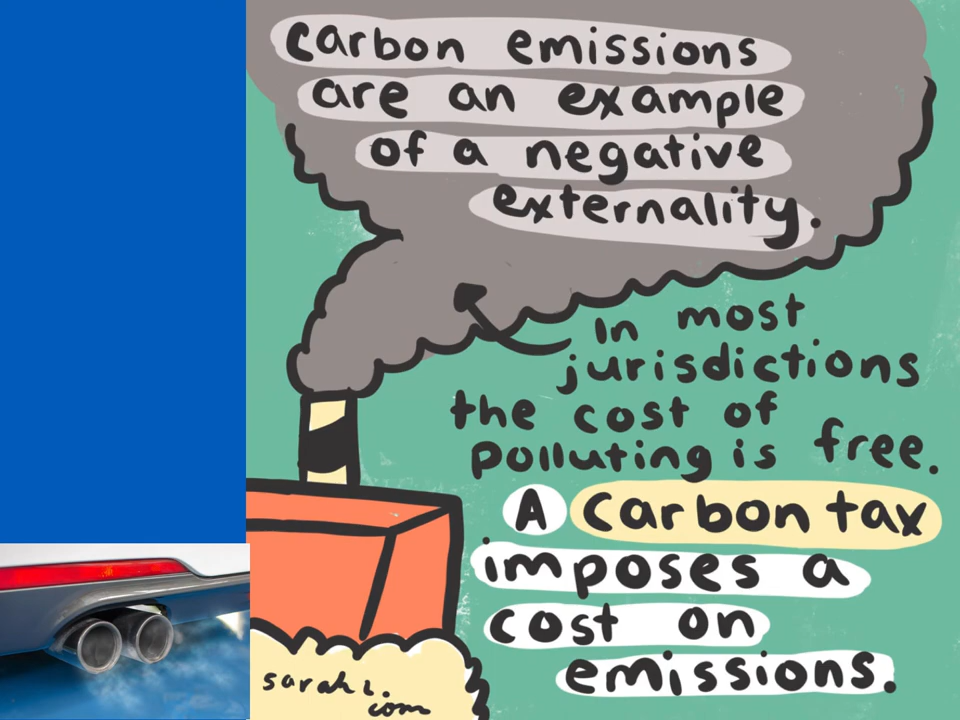 carbon emissions
are an example
of a negative
externality.
In most
jurisdictions
the cost of
polluting is free.
A carbon tax
imposes a
cost on
emissions.
sarahl.
com